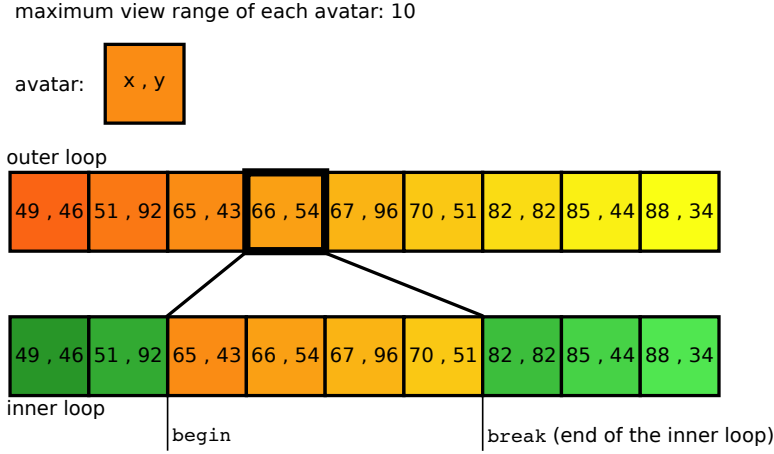 maximum view range of each avatar: 10
avatar:
x , y
outer loop
49 , 46 51 , 92 65 , 43 66 , 54 67 , 96 70 , 51 82 , 82 85 , 44 88 , 34
49 , 46 51 , 92 65 , 43 66 , 54 67 , 96 70 , 51 82 , 82 85 , 44 88 , 34
inner loop
begin
break (end of the inner loop)